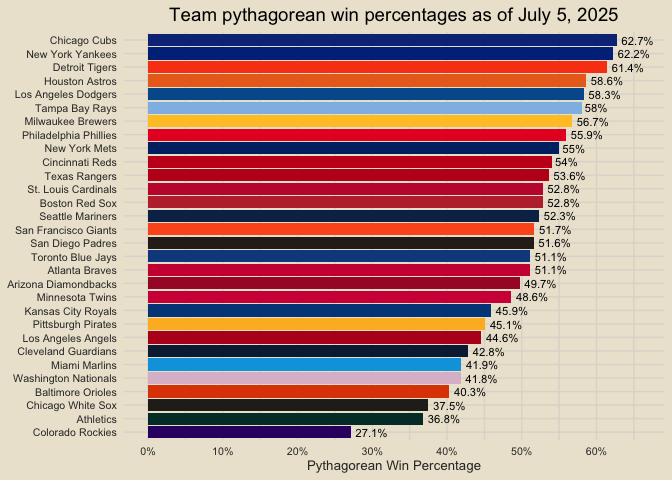 Team pythagorean win percentages as of July 5, 2025
Chicago Cubs 62.7%
New York Yankees 62.2%
Detroit Tigers 61.4%
Houston Astros 58.6%
Los Angeles Dodgers 58.3%
Tampa Bay Rays 58%
Milwaukee Brewers 56.7%
Philadelphia Phillies 55.9%
New York Mets 55%
Cincinnati Reds 54%
Texas Rangers 53.6%
St. Louis Cardinals 52.8%
Boston Red Sox 52.8%
Seattle Mariners 52.3%
San Francisco Giants 51.7%
San Diego Padres 51.6%
Toronto Blue Jays 51.1%
Atlanta Braves 51.1%
Arizona Diamondbacks 49.7%
Minnesota Twins 48.6%
Kansas City Royals 45.9%
Pittsburgh Pirates 45.1%
Los Angeles Angels 44.6%
Cleveland Guardians 42.8%
Miami Marlins 41.9%
Washington Nationals 41.8%
Baltimore Orioles 40.3%
Chicago White Sox 37.5%
Athletics 36.8%
Colorado Rockies 27.1%
0% 10% 20% 30% 40% 50% 60%
Pythagorean Win Percentage